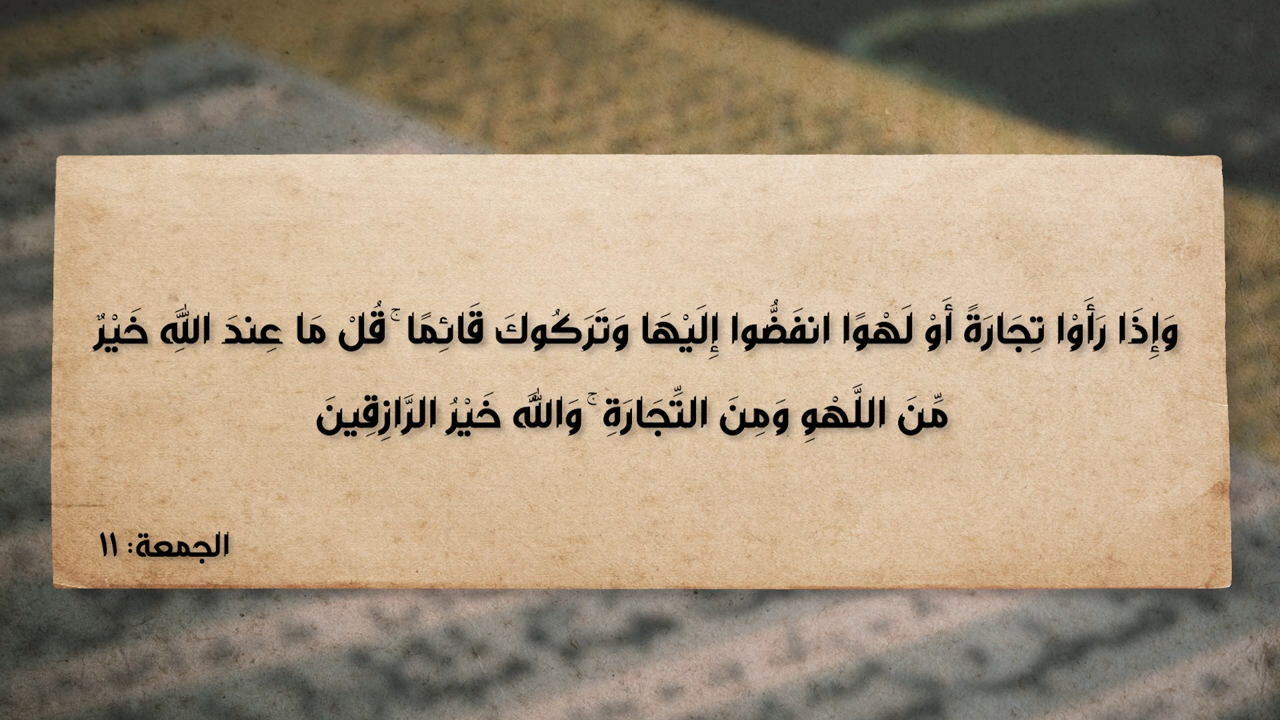 وَإِذَا رَأَوْا تِجَارَةً أَوْ لَهْوًا انفَضُّوا إِلَيْهَا وَتَرَكُوكَ قَائِمًا ۚ قُلْ مَا عِندَ اللَّهِ خَيْرٌ
مِّنَ اللَّهْوِ وَمِنَ التِّجَارَةِ ۚ وَاللَّهُ خَيْرُ الرَّازِقِينَ
الجمعة: ١١